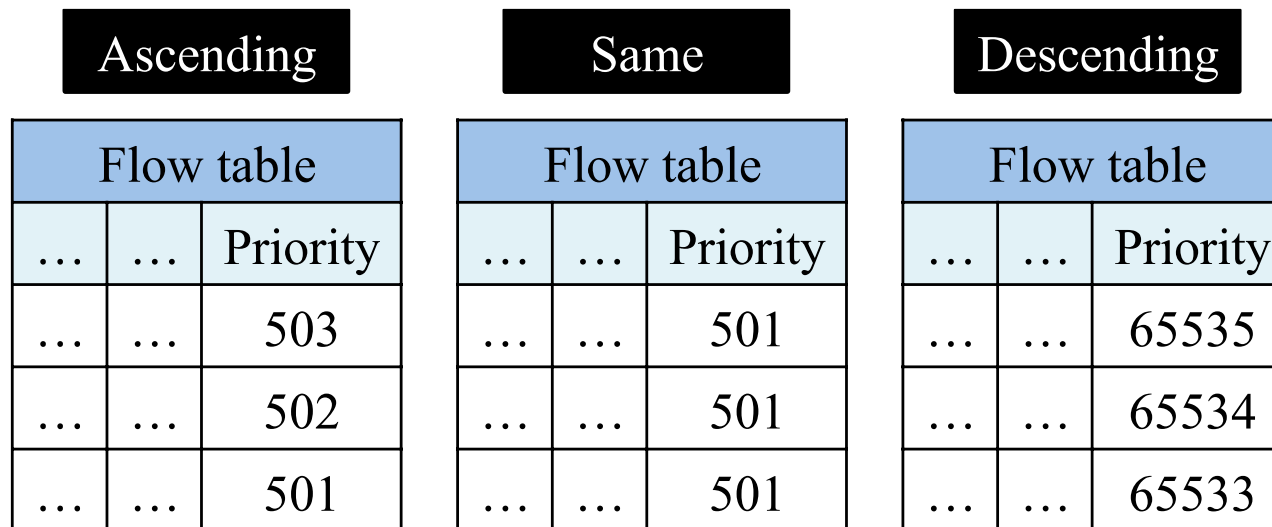 Ascending Same Descending
Flow table Flow table Flow table
… … Priority … … Priority … … Priority
… … 503 … … 501 … … 65535
… … 502 … … 501 … … 65534
… … 501 … … 501 … … 65533